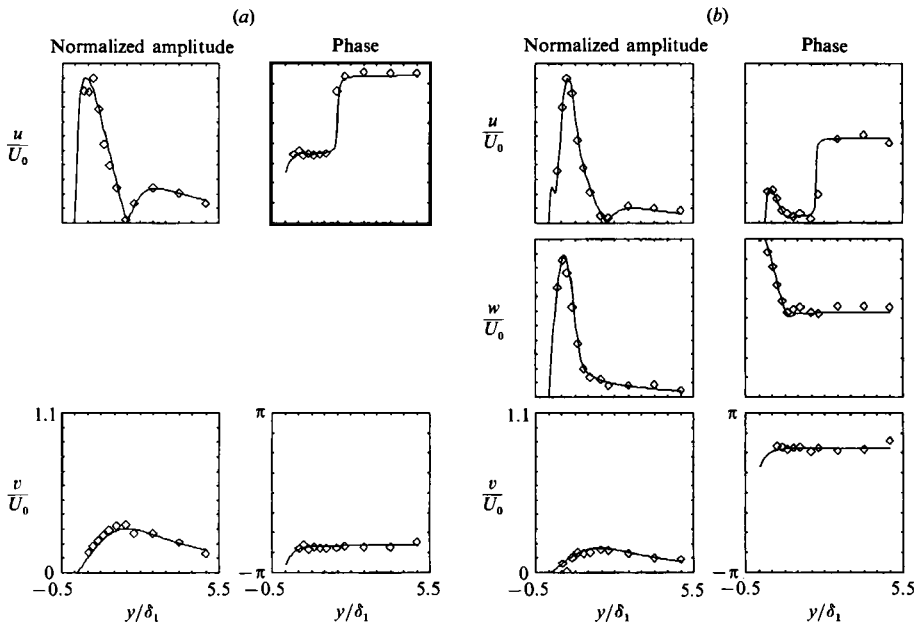 (a)
(b)
Normalized amplitude
Phase
Normalized amplitude
Phase
u/U₀
u/U₀
w/U₀
1.1
π
1.1
π
v/U₀
v/U₀
0
−π
0
−π
−0.5
5.5
−0.5
5.5
−0.5
5.5
−0.5
5.5
y/δ₁
y/δ₁
y/δ₁
y/δ₁